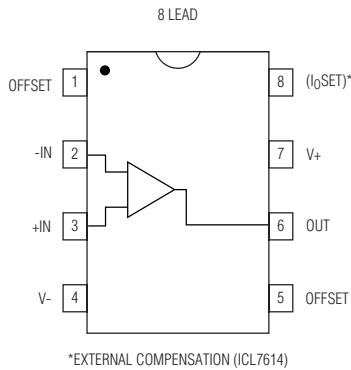 8 LEAD
OFFSET 1
8 (I0SET)*
-IN 2
7 V+
+IN 3
6 OUT
V- 4
5 OFFSET
*EXTERNAL COMPENSATION (ICL7614)